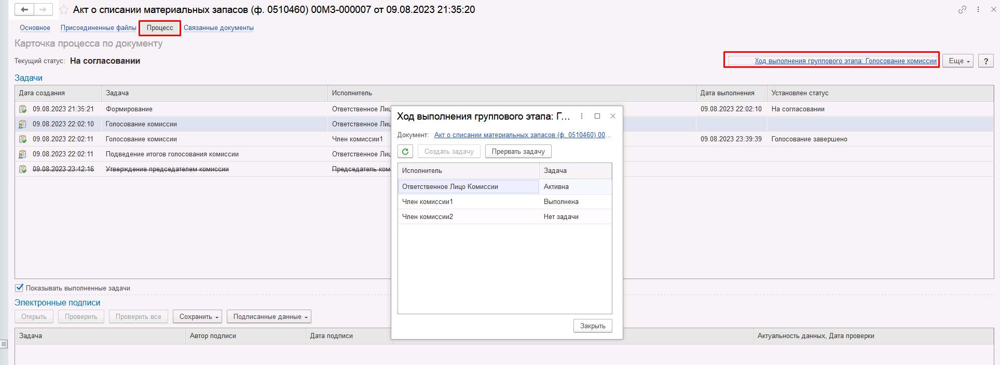 Акт о списании материальных запасов (ф. 0510460) 00МЗ-000007 от 09.08.2023 21:35:20
Основное Присоединенные файлы Процесс Связанные документы
Карточка процесса по документу
Текущий статус: На согласовании
Ход выполнения группового этапа: Голосование комиссии Еще ?
Задачи
Дата создания Задача Исполнитель Дата выполнения Установлен статус
09.08.2023 21:35:21 Формирование Ответственное Лиц 09.08.2023 22:02:10 На согласовании
09.08.2023 22:02:10 Голосование комиссии Ответственное Лиц
09.08.2023 22:02:11 Голосование комиссии Член комиссии1 09.08.2023 23:39:39 Голосование завершено
09.08.2023 22:02:11 Подведение итогов голосования комиссии Ответственное Лиц
09.08.2023 23:42:16 Утверждение председателем комиссии Председатель ком
Ход выполнения группового этапа: Г...
Документ: Акт о списании материальных запасов (ф. 0510460) 00...
Создать задачу Прервать задачу
Исполнитель Задача
Ответственное Лицо Комиссии Активна
Член комиссии1 Выполнена
Член комиссии2 Нет задачи
Закрыть
Показывать выполненные задачи
Электронные подписи
Открыть Проверить Проверить все Сохранить Подписанные данные
Задача Автор подписи Дата подписи Актуальность данных, Дата проверки